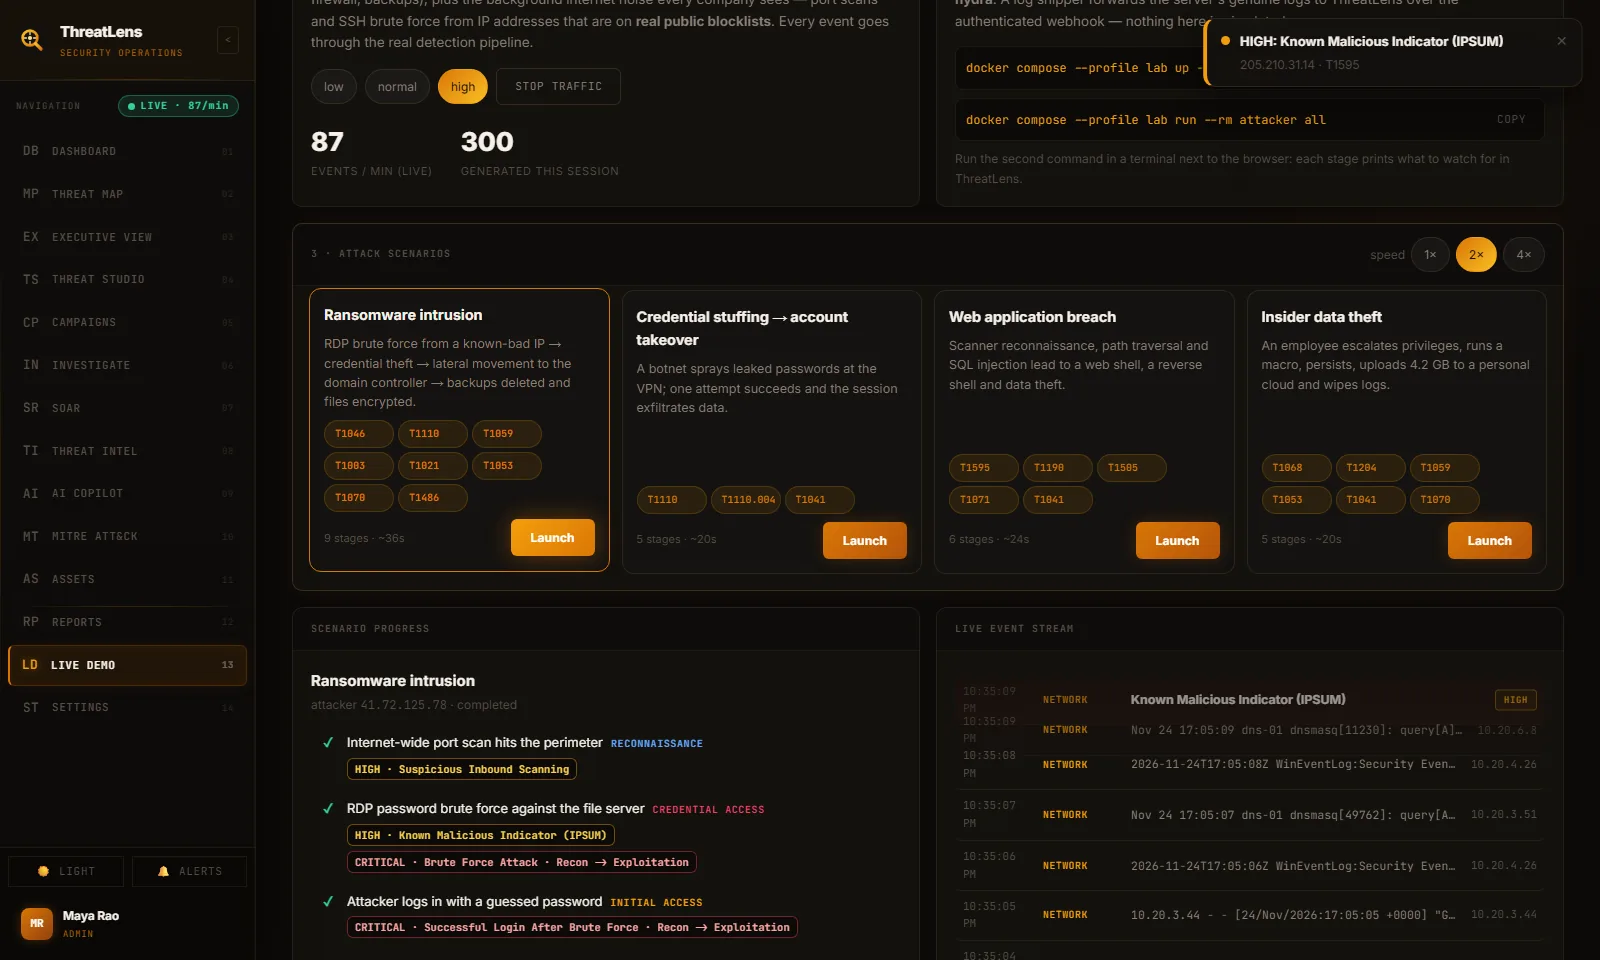 ThreatLens
SECURITY OPERATIONS
<
NAVIGATION
LIVE · 87/min
DB DASHBOARD 01
MP THREAT MAP 02
EX EXECUTIVE VIEW 03
TS THREAT STUDIO 04
CP CAMPAIGNS 05
IN INVESTIGATE 06
SR SOAR 07
TI THREAT INTEL 08
AI AI COPILOT 09
MT MITRE ATT&CK 10
AS ASSETS 11
RP REPORTS 12
LD LIVE DEMO 13
ST SETTINGS 14
LIGHT
ALERTS
MR
Maya Rao
ADMIN
and SSH brute force from IP addresses that are on real public blocklists. Every event goes
through the real detection pipeline.
low
normal
high
STOP TRAFFIC
87
EVENTS / MIN (LIVE)
300
GENERATED THIS SESSION
authenticated webhook — nothing here
docker compose --profile lab up -
docker compose --profile lab run --rm attacker all
COPY
Run the second command in a terminal next to the browser: each stage prints what to watch for in
ThreatLens.
HIGH: Known Malicious Indicator (IPSUM)
205.210.31.14 · T1595
×
3 · ATTACK SCENARIOS
speed
1×
2×
4×
Ransomware intrusion
RDP brute force from a known-bad IP →
credential theft → lateral movement to the
domain controller → backups deleted and
files encrypted.
T1046 T1110 T1059
T1003 T1021 T1053
T1070 T1486
9 stages · ~36s
Launch
Credential stuffing → account
takeover
A botnet sprays leaked passwords at the
VPN; one attempt succeeds and the session
exfiltrates data.
T1110 T1110.004 T1041
5 stages · ~20s
Launch
Web application breach
Scanner reconnaissance, path traversal and
SQL injection lead to a web shell, a reverse
shell and data theft.
T1595 T1190 T1505
T1071 T1041
6 stages · ~24s
Launch
Insider data theft
An employee escalates privileges, runs a
macro, persists, uploads 4.2 GB to a personal
cloud and wipes logs.
T1068 T1204 T1059
T1053 T1041 T1070
5 stages · ~20s
Launch
SCENARIO PROGRESS
Ransomware intrusion
attacker 41.72.125.78 · completed
✓ Internet-wide port scan hits the perimeter RECONNAISSANCE
HIGH · Suspicious Inbound Scanning
✓ RDP password brute force against the file server CREDENTIAL ACCESS
HIGH · Known Malicious Indicator (IPSUM)
CRITICAL · Brute Force Attack · Recon → Exploitation
✓ Attacker logs in with a guessed password INITIAL ACCESS
CRITICAL · Successful Login After Brute Force · Recon → Exploitation
LIVE EVENT STREAM
10:35:09 PM NETWORK Known Malicious Indicator (IPSUM) HIGH
10:35:09 PM NETWORK Nov 24 17:05:09 dns-01 dnsmasq[11230]: query[A]… 10.20.6.8
10:35:08 PM NETWORK 2026-11-24T17:05:08Z WinEventLog:Security Even… 10.20.4.26
10:35:07 PM NETWORK Nov 24 17:05:07 dns-01 dnsmasq[49762]: query[A… 10.20.3.51
10:35:06 PM NETWORK 2026-11-24T17:05:06Z WinEventLog:Security Even… 10.20.4.26
10:35:05 PM NETWORK 10.20.3.44 - - [24/Nov/2026:17:05:05 +0000] "G… 10.20.3.44
10:35:04